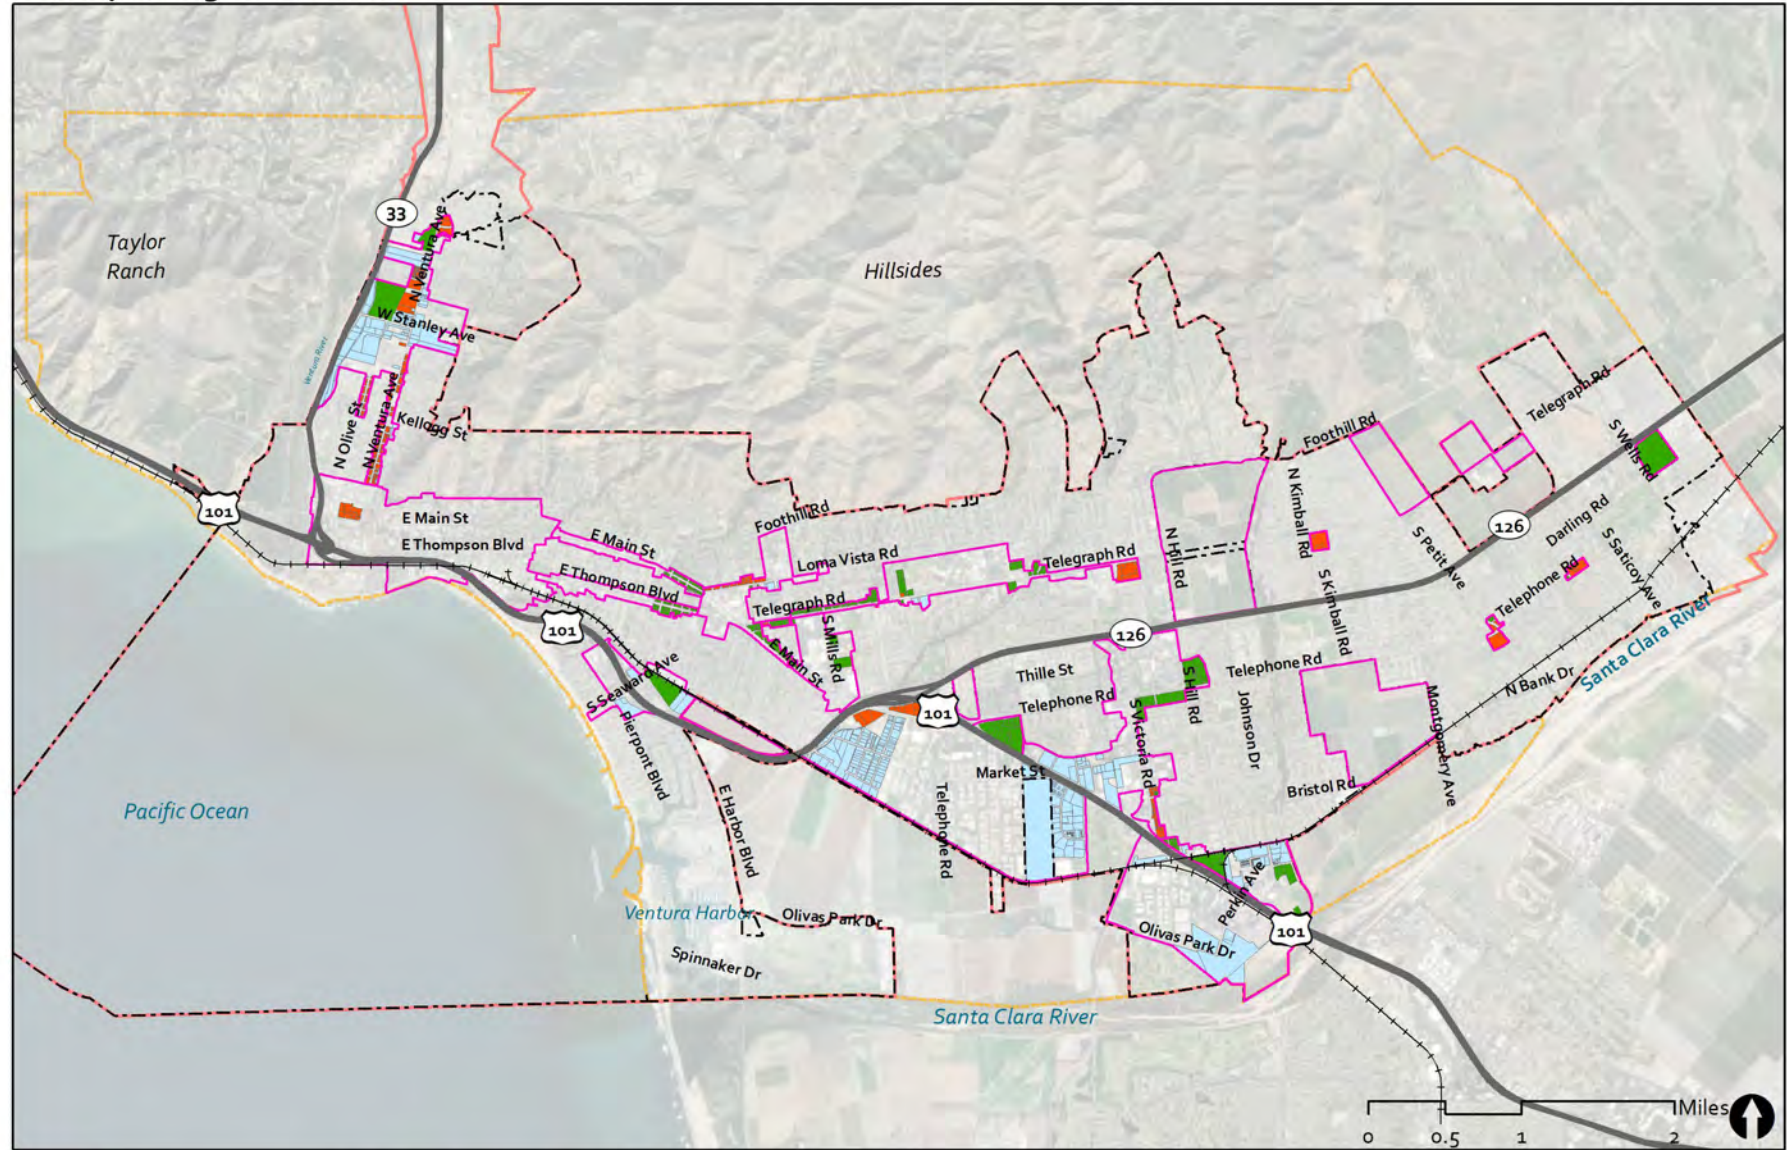 33
Taylor
Ranch
Hillsides
N Ventura Ave
W Stanley Ave
Ventura River
N Olive St
N Ventura Ave
Kellogg St
101
E Main St
E Thompson Blvd
E Main St
E Thompson Blvd
Foothill Rd
Loma Vista Rd
Telegraph Rd
Telegraph Rd
S Mills Rd
E Main St
N Hill Rd
N Kimball Rd
Foothill Rd
Telegraph Rd
S Wells Rd
126
Darling Rd
S Petit Ave
S Saticoy Ave
Telephone Rd
S Kimball Rd
Santa Clara River
101
126
S Seaward Ave
Pierpont Blvd
Thille St
Telephone Rd
101
S Hill Rd
Telephone Rd
N Bank Dr
S Victoria Rd
Johnson Dr
Montgomery Ave
Market St
Bristol Rd
Pacific Ocean
E Harbor Blvd
Telephone Rd
Perkin Ave
Ventura Harbor
Olivas Park Dr
Olivas Park Dr
101
Spinnaker Dr
Santa Clara River
Miles
0 0.5 1 2